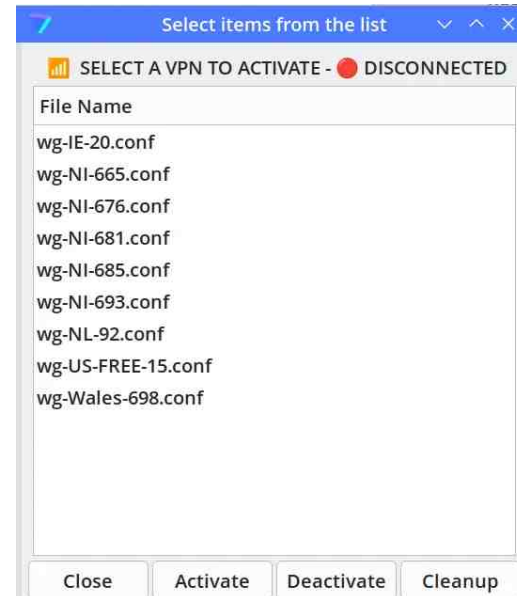 Select items from the list
SELECT A VPN TO ACTIVATE - DISCONNECTED
File Name
wg-IE-20.conf
wg-NI-665.conf
wg-NI-676.conf
wg-NI-681.conf
wg-NI-685.conf
wg-NI-693.conf
wg-NL-92.conf
wg-US-FREE-15.conf
wg-Wales-698.conf
Close Activate Deactivate Cleanup